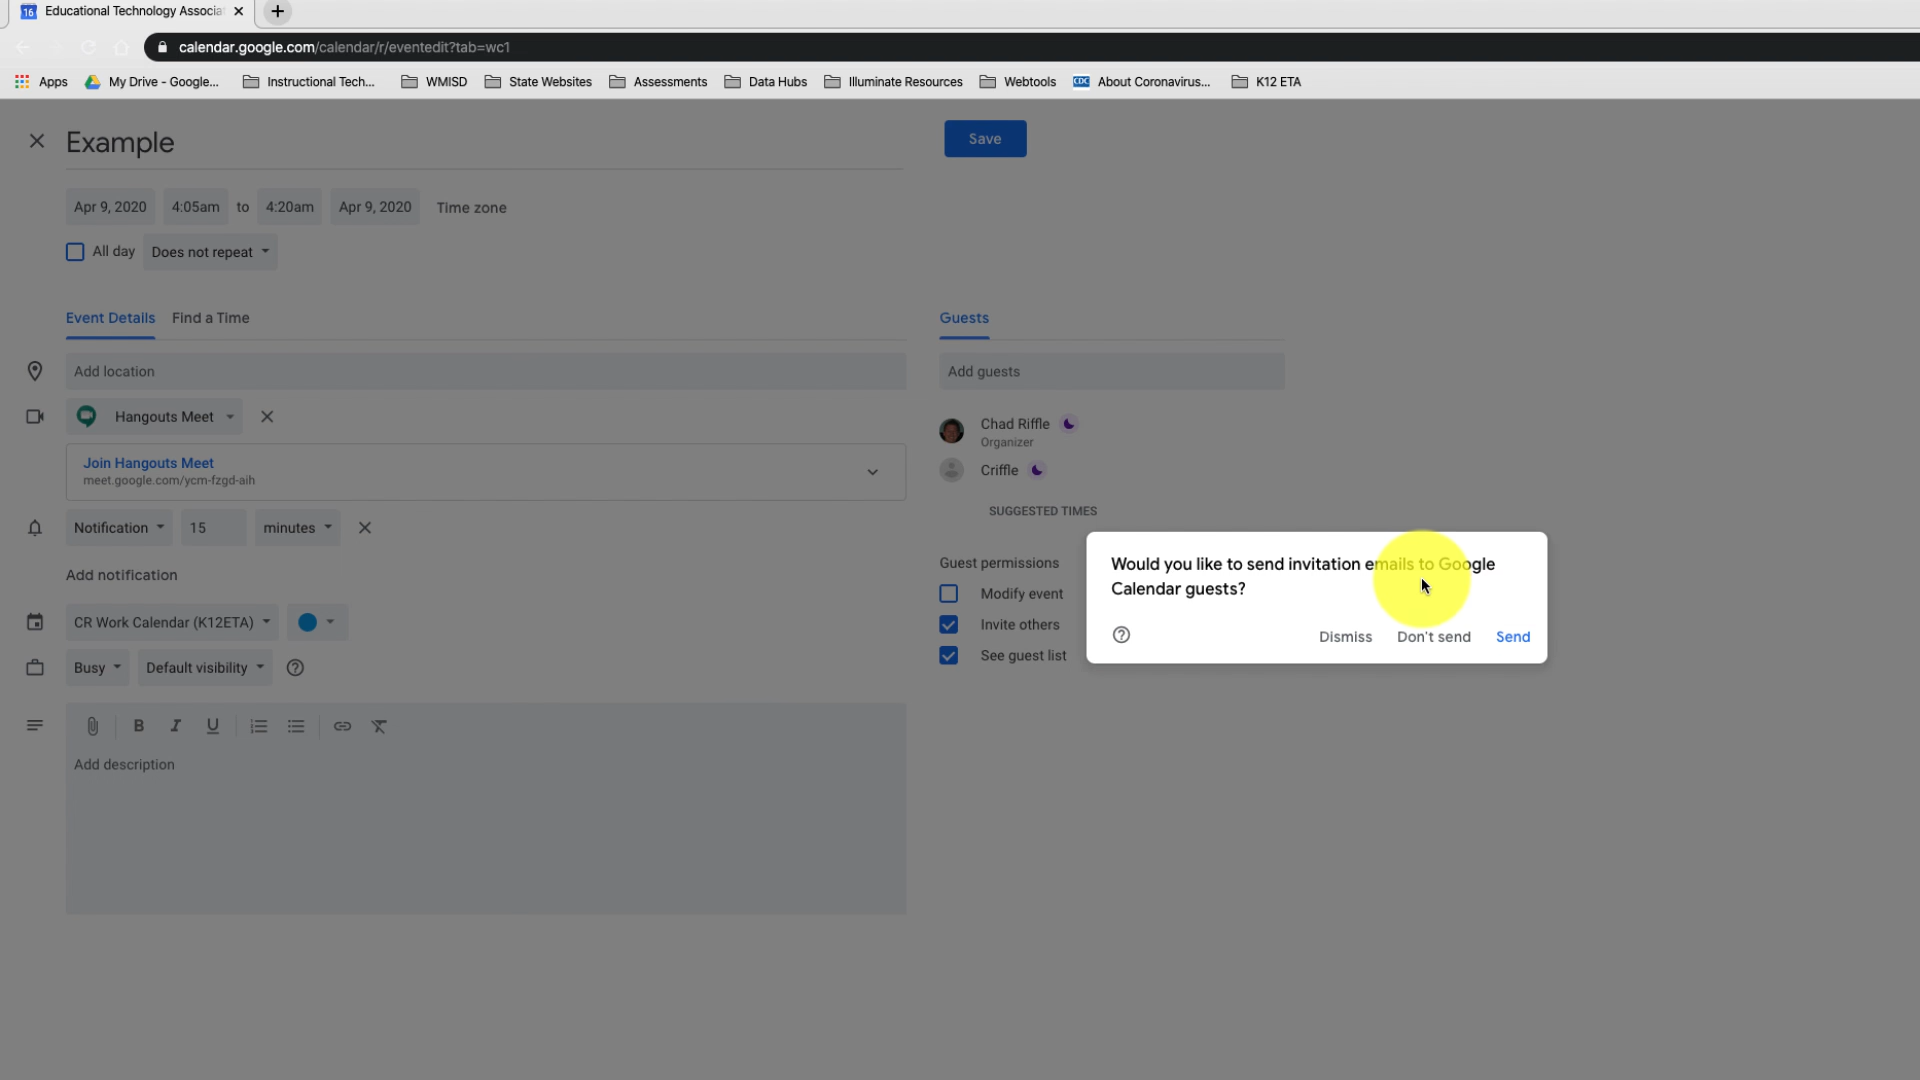 16 Educational Technology Associa
calendar.google.com/calendar/r/eventedit?tab=wc1
Apps My Drive - Google... Instructional Tech... WMISD State Websites Assessments Data Hubs Illuminate Resources Webtools CDC About Coronavirus... K12 ETA
Example
Save
Apr 9, 2020 4:05am to 4:20am Apr 9, 2020 Time zone
All day Does not repeat
Event Details Find a Time
Guests
Add location
Add guests
Hangouts Meet
Chad Riffle
Organizer
Join Hangouts Meet
meet.google.com/ycm-fzgd-aih
Criffle
SUGGESTED TIMES
Notification 15 minutes
Add notification
Guest permissions
Modify event
Invite others
See guest list
Would you like to send invitation emails to Google
Calendar guests?
Dismiss Don't send Send
CR Work Calendar (K12ETA)
Busy Default visibility
B I U
Add description